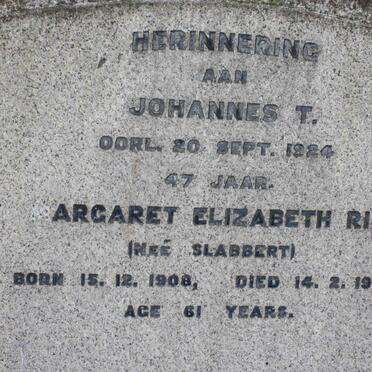 HERINNERING
AAN
JOHANNES T.
OORL. 20 SEPT. 1924
47 JAAR.
ARGARET ELIZABETH RI
(NEÉ SLABBERT)
BORN 15. 12. 1908, DIED 14. 2. 19
AGE 61 YEARS.